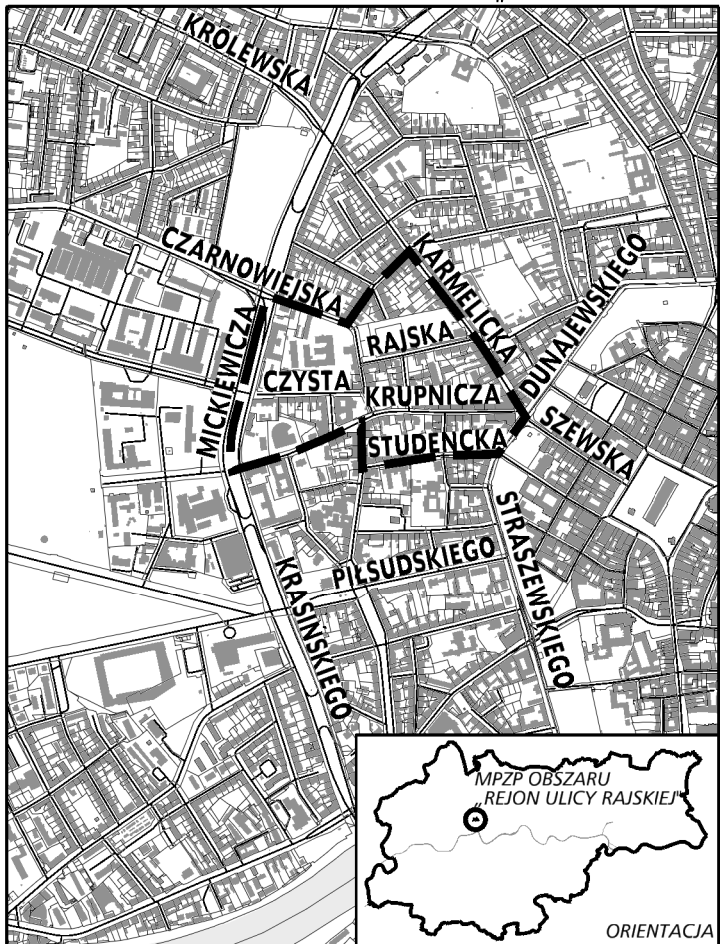 KRÓLEWSKA
CZARNOWIEJSKA
KARMELICKA
DUNAJEWSKIEGO
MICKIEWICZA
RAJSKA
CZYSTA
KRUPNICZA
STUDENCKA
SZEWSKA
STRASZEWSKIEGO
PIŁSUDSKIEGO
KRASIŃSKIEGO
MPZP OBSZARU
„REJON ULICY RAJSKIEJ"
ORIENTACJA